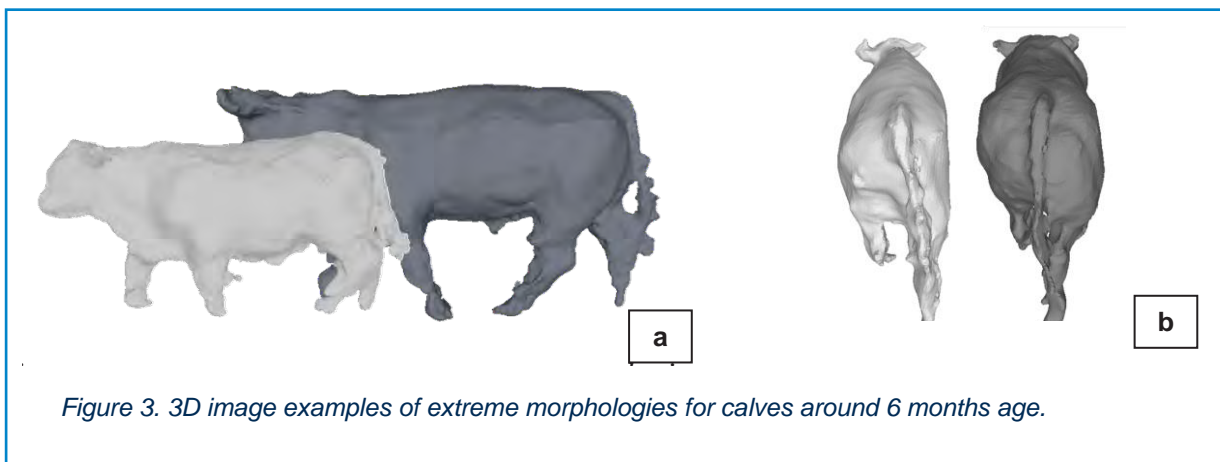 a
b
Figure 3. 3D image examples of extreme morphologies for calves around 6 months age.